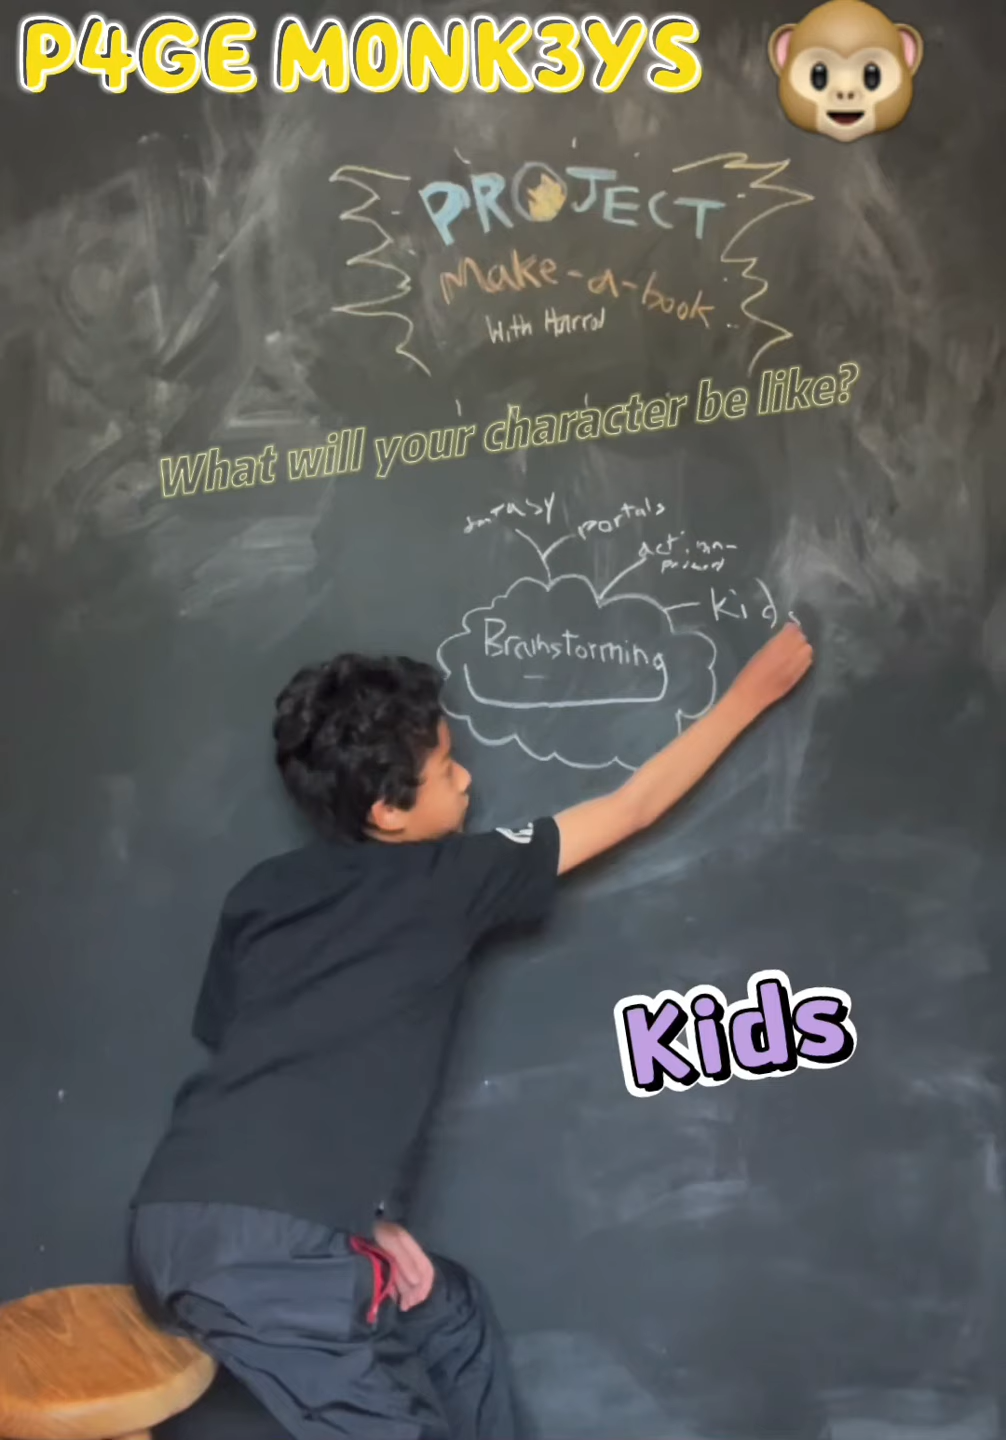 P4GE M0NK3YS
PROJECT
Make-a-book
With Harrol
What will your character be like?
fantasy
portals
action-
packed
Kids
Brainstorming
Kids